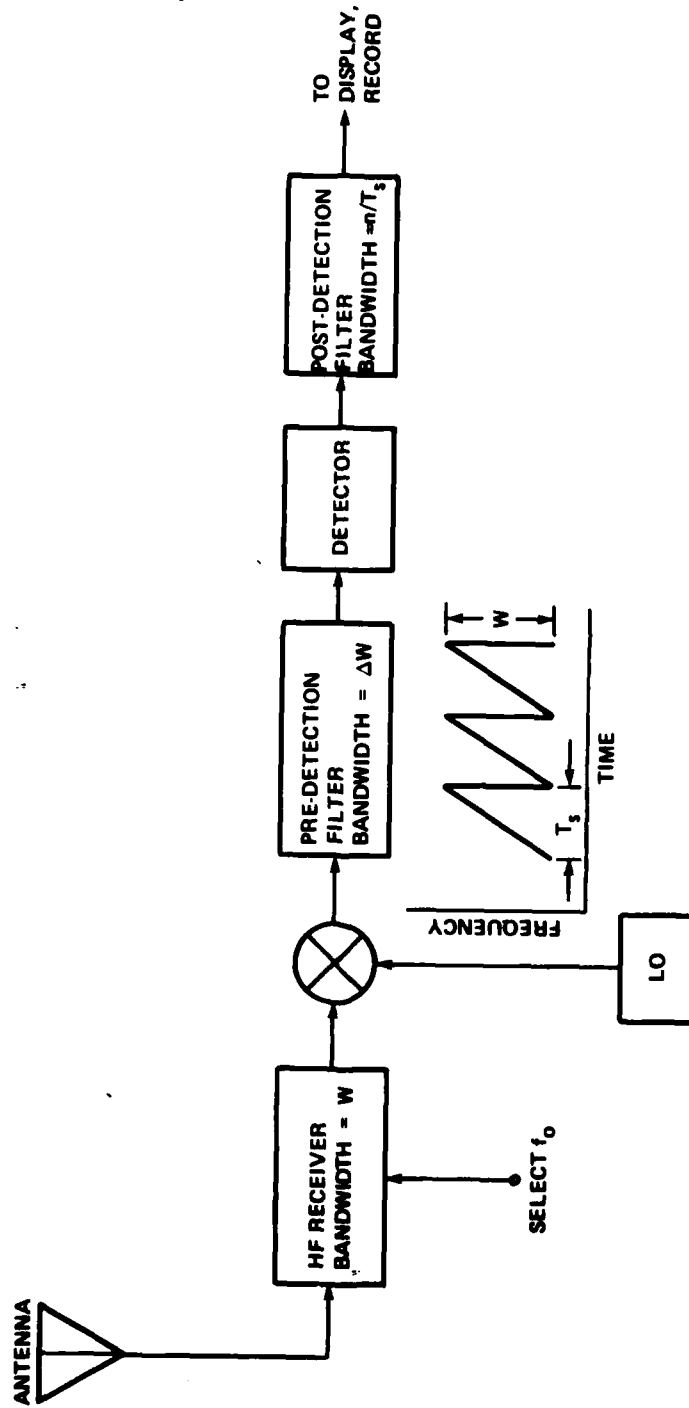 ANTENNA
HF RECEIVER
BANDWIDTH = W
SELECT f₀
LO
PRE-DETECTION
FILTER
BANDWIDTH = ΔW
FREQUENCY
TIME
Tₛ
W
DETECTOR
POST-DETECTION
FILTER
BANDWIDTH =n/Tₛ
TO
DISPLAY,
RECORD